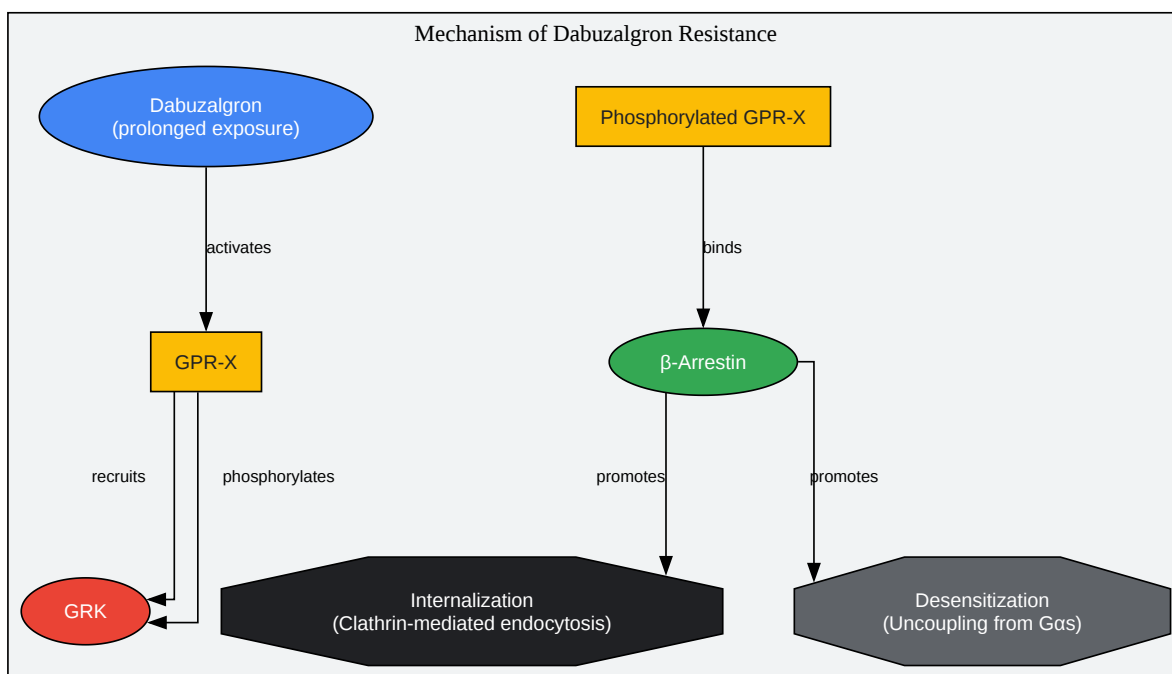 Mechanism of Dabuzalgron Resistance
Dabuzalgron
(prolonged exposure)
Phosphorylated GPR-X
activates
binds
GPR-X
β-Arrestin
recruits
phosphorylates
promotes
promotes
GRK
Internalization
(Clathrin-mediated endocytosis)
Desensitization
(Uncoupling from Gαs)